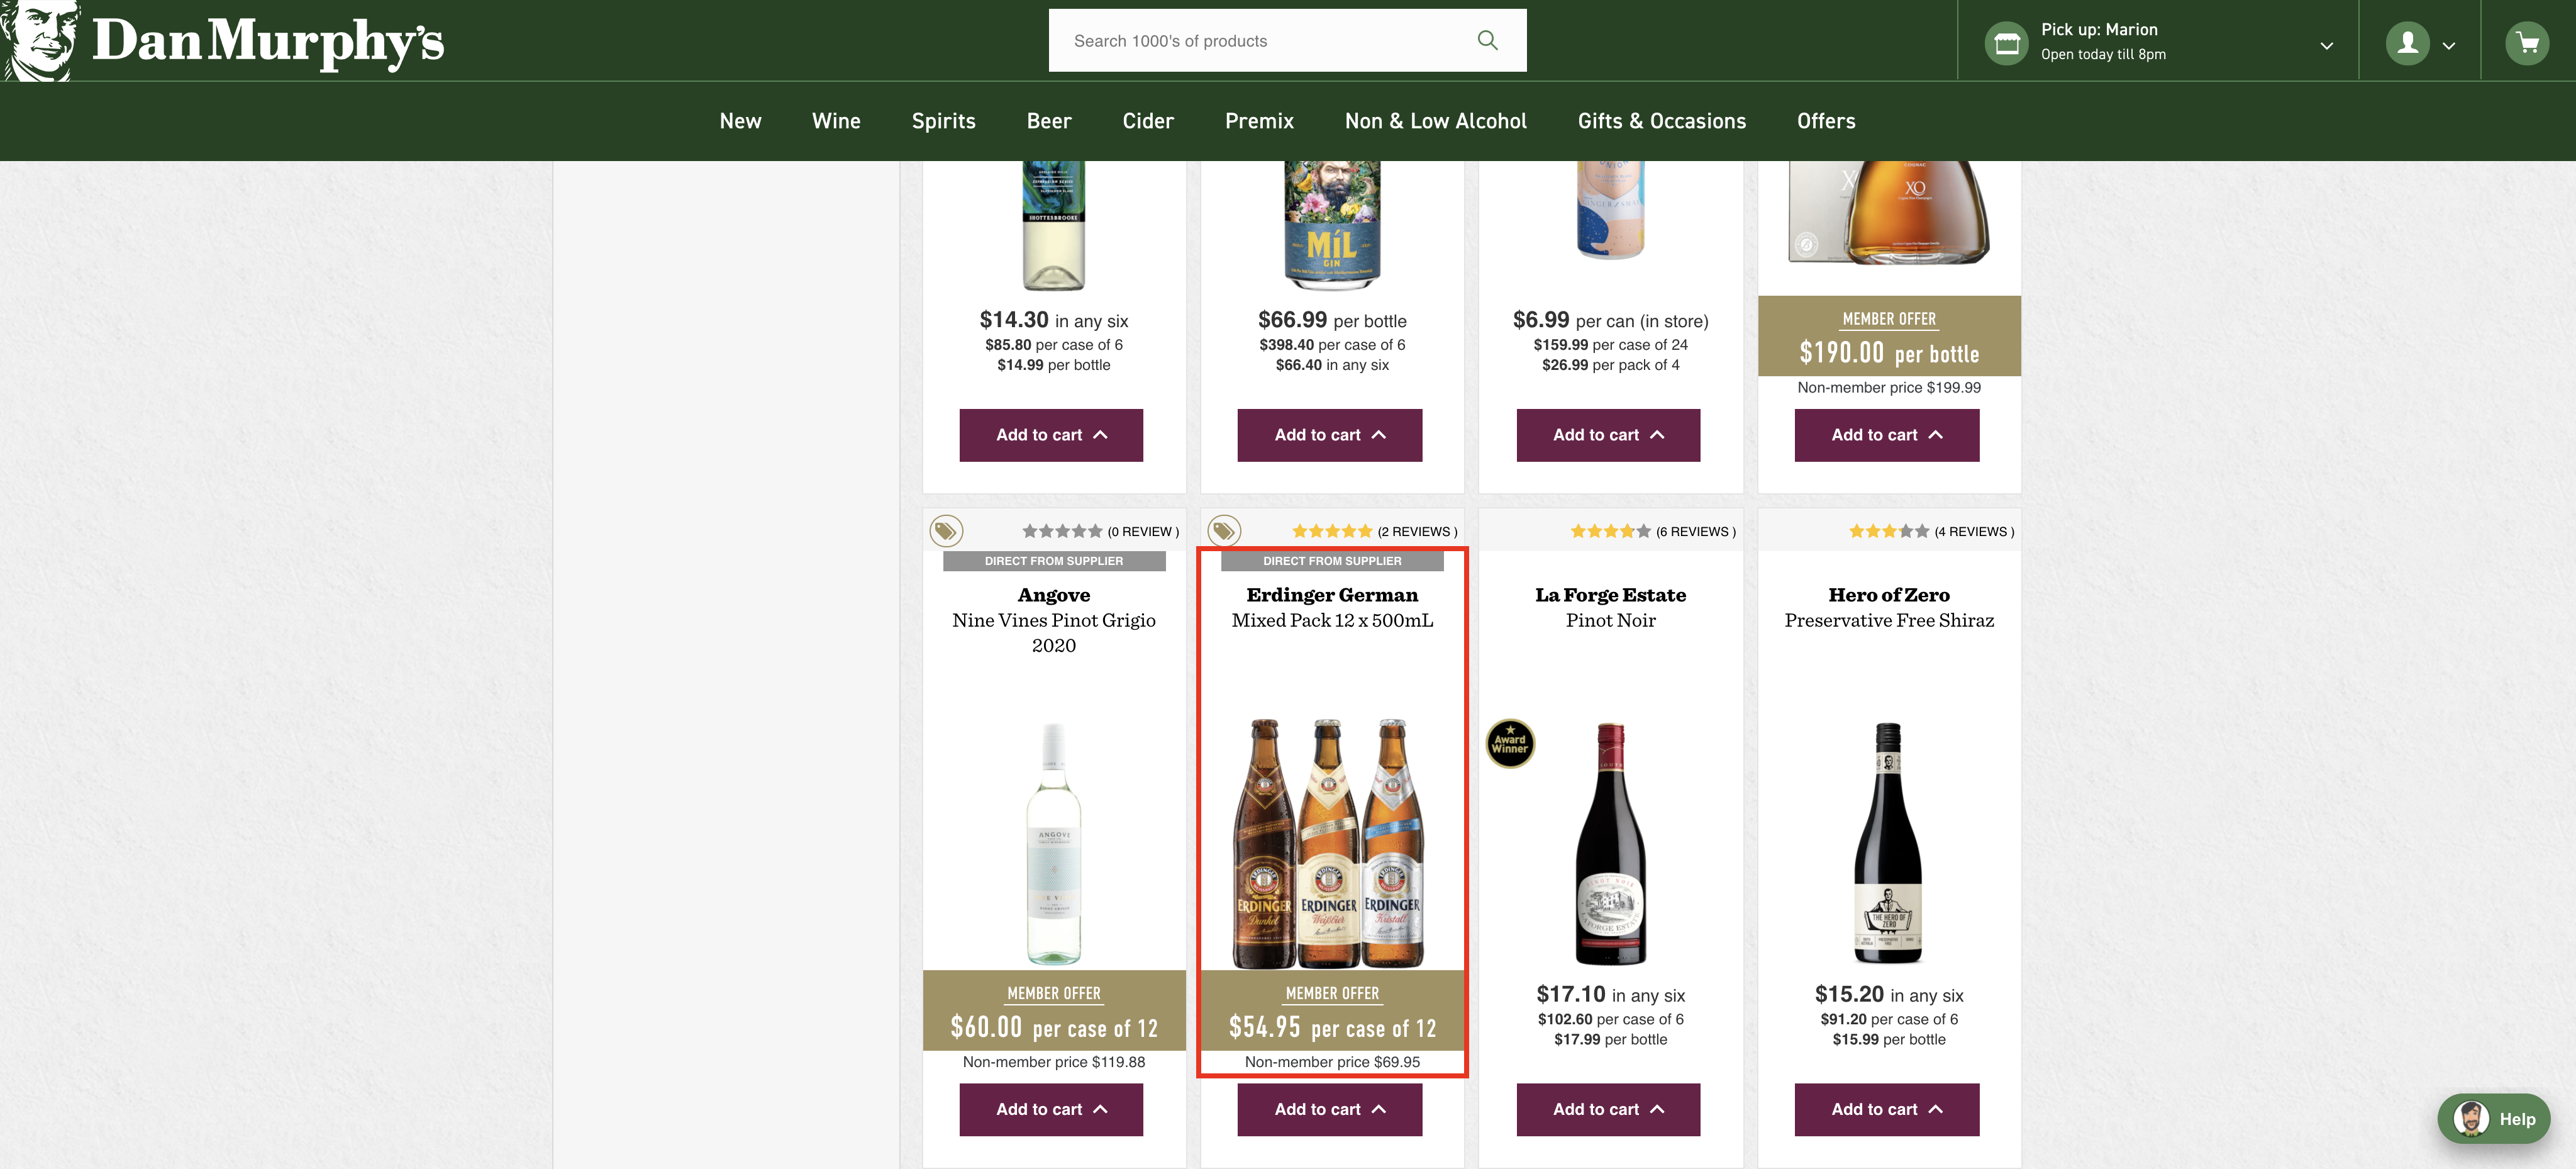 Dan Murphy's
Search 1000's of products
Pick up: Marion
Open today till 8pm
New Wine Spirits Beer Cider Premix Non & Low Alcohol Gifts & Occasions Offers
SHOTTESBROOKE
MiL
GIN
XO
$14.30 in any six
$85.80 per case of 6
$14.99 per bottle
Add to cart
$66.99 per bottle
$398.40 per case of 6
$66.40 in any six
Add to cart
$6.99 per can (in store)
$159.99 per case of 24
$26.99 per pack of 4
Add to cart
MEMBER OFFER
$190.00 per bottle
Non-member price $199.99
Add to cart
(0 REVIEW )
DIRECT FROM SUPPLIER
Angove
Nine Vines Pinot Grigio
2020
ANGOVE
MEMBER OFFER
$60.00 per case of 12
Non-member price $119.88
Add to cart
(2 REVIEWS )
DIRECT FROM SUPPLIER
Erdinger German
Mixed Pack 12 x 500mL
ERDINGER
Dunkel
ERDINGER
Weißbier
ERDINGER
Kristall
MEMBER OFFER
$54.95 per case of 12
Non-member price $69.95
Add to cart
(6 REVIEWS )
La Forge Estate
Pinot Noir
Award
Winner
PINOT NOIR
$17.10 in any six
$102.60 per case of 6
$17.99 per bottle
Add to cart
(4 REVIEWS )
Hero of Zero
Preservative Free Shiraz
THE HERO OF
ZERO
$15.20 in any six
$91.20 per case of 6
$15.99 per bottle
Add to cart
Help